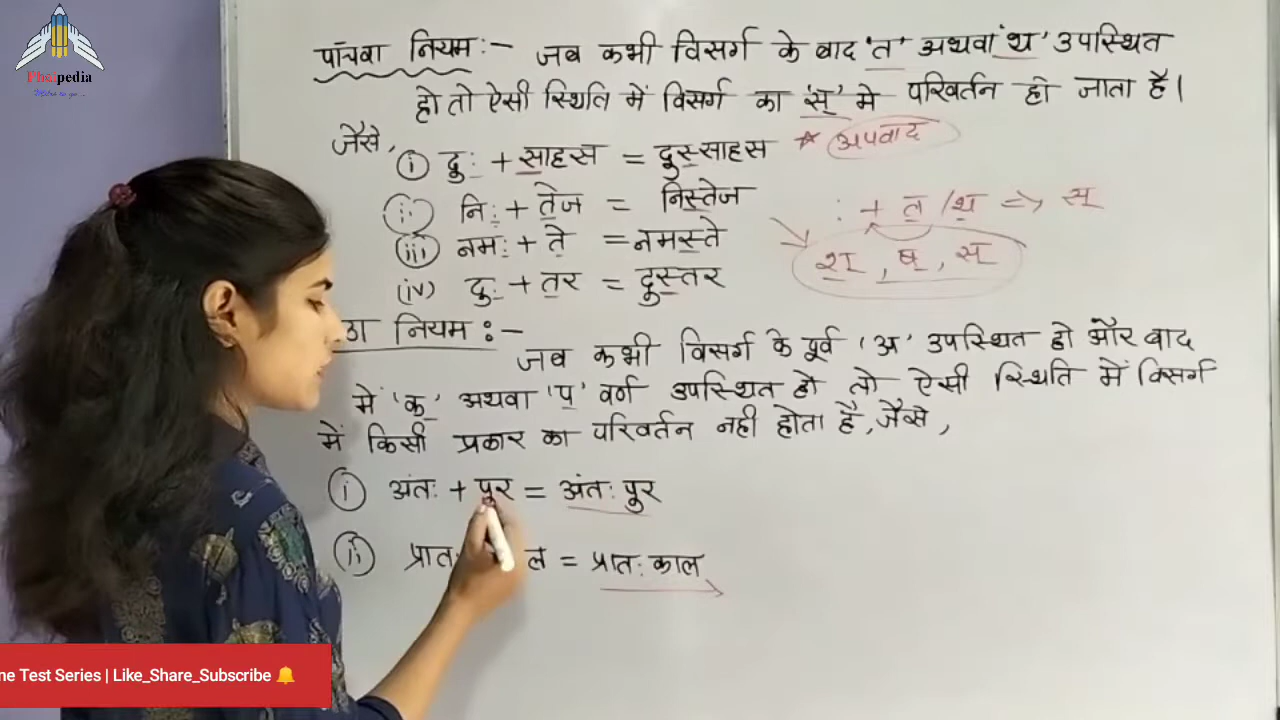 Phatpedia
पाँचवा नियम :- जब कभी विसर्ग के बाद 'त' अथवा 'थ' उपस्थित
हो तो ऐसी स्थिति में विसर्ग का 'स्' मे परिवर्तन हो जाता है।
जैसे,
(i) दुः + साहस = दुस्साहस * अपवाद
नि: + तेज = निस्तेज : + त / थ => स्
(iii) नम: + ते = नमस्ते श्, ष्, स्
(iv) दु: + तर = दुस्तर
ठा नियम :-
जब कभी विसर्ग के पूर्व 'अ' उपस्थित हो और बाद
में 'क' अथवा 'प' वर्ण उपस्थित हो तो ऐसी स्थिति में विसर्ग
में किसी प्रकार का परिवर्तन नही होता है, जैसे,
(i) अंतः + पुर = अंत: पुर
(ii) प्रात: ल = प्रात: काल
ne Test Series | Like_Share_Subscribe 🔔